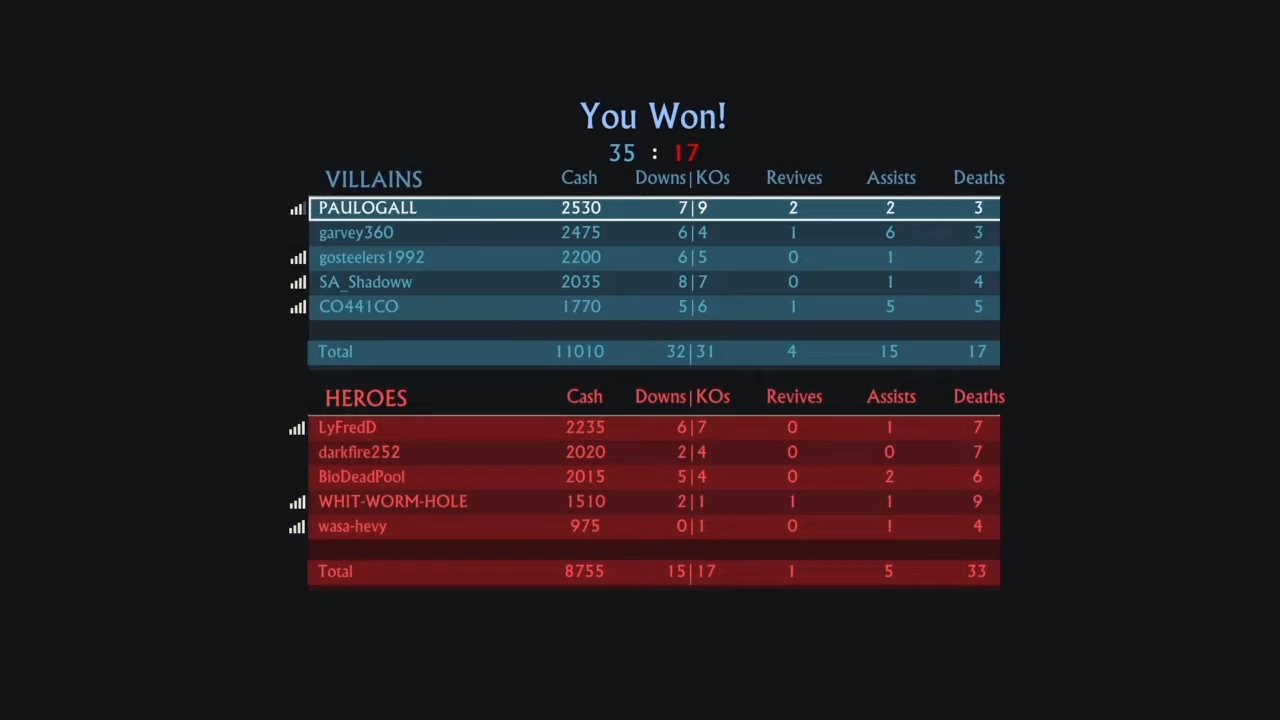 You Won!
35 : 17
VILLAINS Cash Downs|KOs Revives Assists Deaths
PAULOGALL 2530 7|9 2 2 3
garvey360 2475 6|4 1 6 3
gosteelers1992 2200 6|5 0 1 2
SA_Shadoww 2035 8|7 0 1 4
CO441CO 1770 5|6 1 5 5
Total 11010 32|31 4 15 17
HEROES Cash Downs|KOs Revives Assists Deaths
LyFredD 2235 6|7 0 1 7
darkfire252 2020 2|4 0 0 7
BioDeadPool 2015 5|4 0 2 6
WHIT-WORM-HOLE 1510 2|1 1 1 9
wasa-hevy 975 0|1 0 1 4
Total 8755 15|17 1 5 33